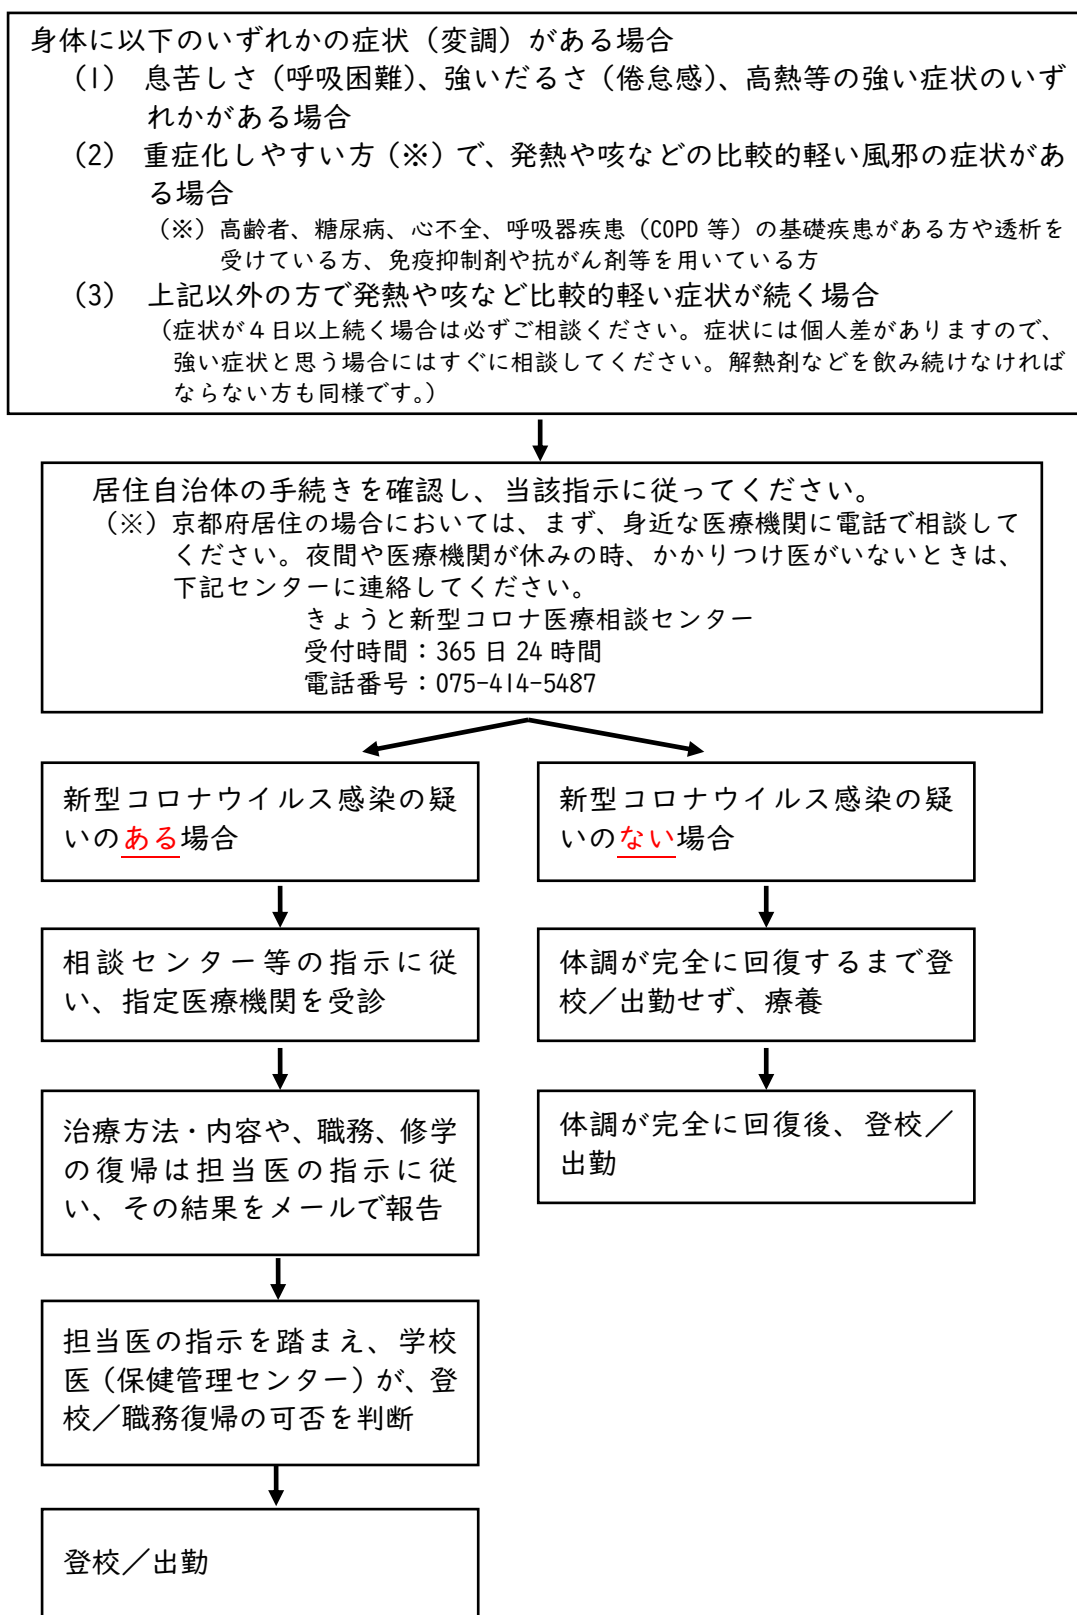 身体に以下のいずれかの症状（変調）がある場合
(1) 息苦しさ（呼吸困難）、強いだるさ（倦怠感）、高熱等の強い症状のいず
れかがある場合
(2) 重症化しやすい方（※）で、発熱や咳などの比較的軽い風邪の症状があ
る場合
（※）高齢者、糖尿病、心不全、呼吸器疾患（COPD 等）の基礎疾患がある方や透析を
受けている方、免疫抑制剤や抗がん剤等を用いている方
(3) 上記以外の方で発熱や咳など比較的軽い症状が続く場合
（症状が４日以上続く場合は必ずご相談ください。症状には個人差がありますので、
強い症状と思う場合にはすぐに相談してください。解熱剤などを飲み続けなければ
ならない方も同様です。）
居住自治体の手続きを確認し、当該指示に従ってください。
（※）京都府居住の場合においては、まず、身近な医療機関に電話で相談して
ください。夜間や医療機関が休みの時、かかりつけ医がいないときは、
下記センターに連絡してください。
きょうと新型コロナ医療相談センター
受付時間：365 日 24 時間
電話番号：075-414-5487
新型コロナウイルス感染の疑
いのある場合
相談センター等の指示に従
い、指定医療機関を受診
治療方法・内容や、職務、修学
の復帰は担当医の指示に従
い、その結果をメールで報告
担当医の指示を踏まえ、学校
医（保健管理センター）が、登
校／職務復帰の可否を判断
登校／出勤
新型コロナウイルス感染の疑
いのない場合
体調が完全に回復するまで登
校／出勤せず、療養
体調が完全に回復後、登校／
出勤